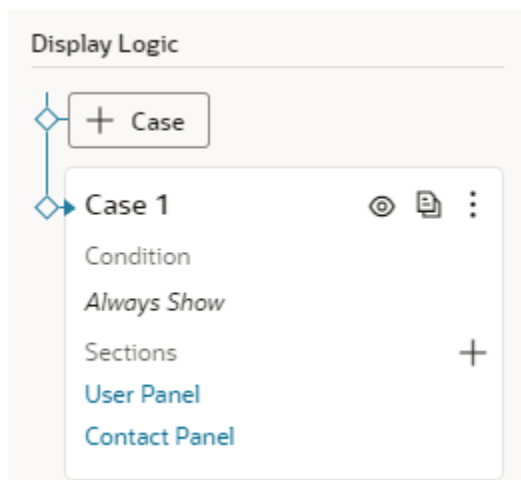 Display Logic
+ Case
Case 1
Condition
Always Show
Sections
User Panel
Contact Panel